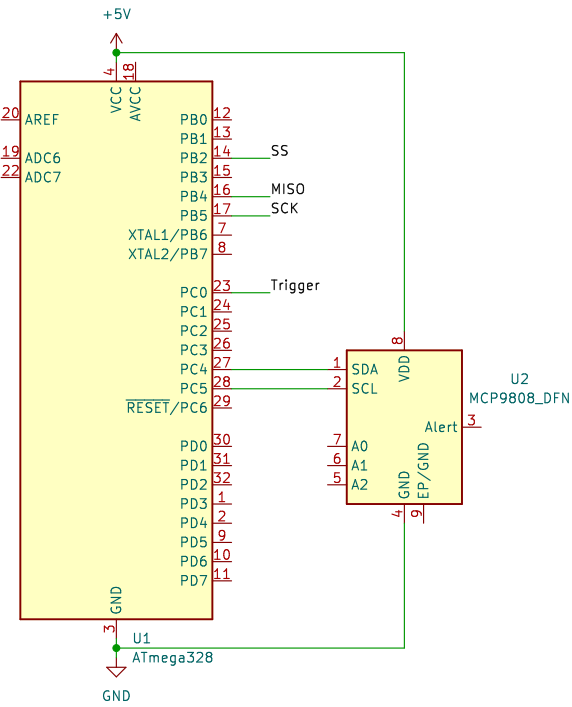 +5V
4
18
VCC
AVCC
20
AREF
PB0
12
PB1
13
19
ADC6
PB2
14
SS
22
ADC7
PB3
15
PB4
16
MISO
PB5
17
SCK
XTAL1/PB6
7
XTAL2/PB7
8
PC0
23
Trigger
PC1
24
PC2
25
PC3
26
PC4
27
PC5
28
RESET/PC6
29
PD0
30
PD1
31
PD2
32
PD3
1
PD4
2
PD5
9
PD6
10
PD7
11
GND
3
U1
ATmega328
GND
8
VDD
1
SDA
2
SCL
U2
MCP9808_DFN
Alert
3
7
A0
6
A1
5
A2
GND
EP/GND
4
9